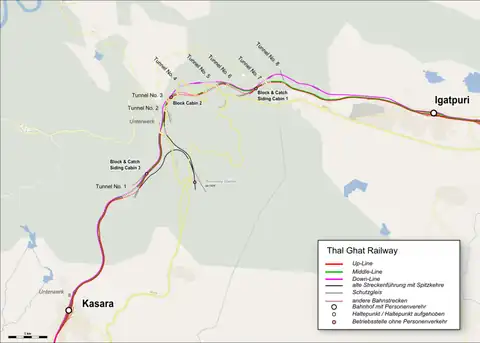 Tunnel No. 4
Tunnel No. 5
Tunnel No. 6
Tunnel No. 7
Tunnel No. 8
Tunnel No. 3
Tunnel No. 2
Block Cabin 2
Block & Catch
Siding Cabin 1
Igatpuri
Unterwerk
Block & Catch
Siding Cabin 3
Tunnel No. 1
Unterwerk
Kasara
1 km
Thal Ghat Railway
Up-Line
Middle-Line
Down-Line
alte Streckenführung mit Spitzkehre
Schutzgleis
andere Bahnstrecken
Bahnhof mit Personenverehr
Haltepunkt / Haltepunkt aufgehoben
Betriebsstelle ohne Personenverkehr